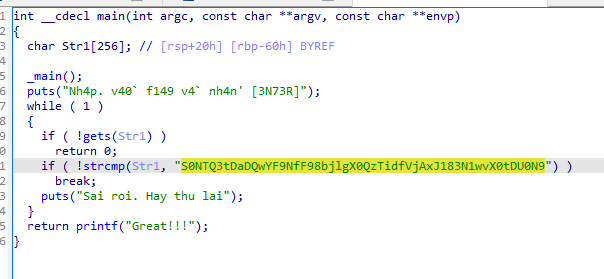 1 int __cdecl main(int argc, const char **argv, const char **envp)
2 {
3 char Str1[256]; // [rsp+20h] [rbp-60h] BYREF
4
5 _main();
6 puts("Nh4p. v40` f149 v4` nh4n' [3N73R]");
7 while ( 1 )
8 {
9 if ( !gets(Str1) )
0 return 0;
1 if ( !strcmp(Str1, "S0NTQ3tDaDQwYF9NfF98bjlgX0QzTidfVjAxJ183N1wvX0tDU0N9") )
2 break;
3 puts("Sai roi. Hay thu lai");
4 }
5 return printf("Great!!!");
6 }